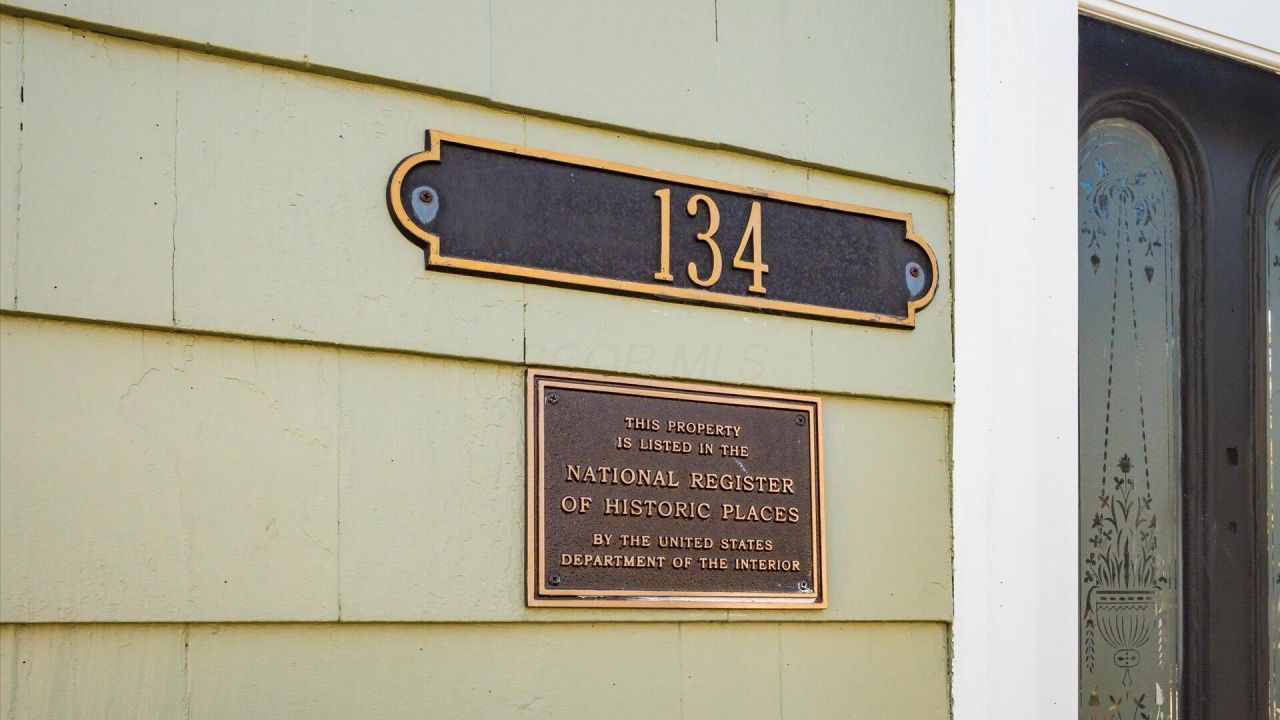 134
THIS PROPERTY
IS LISTED IN THE
NATIONAL REGISTER
OF HISTORIC PLACES
BY THE UNITED STATES
DEPARTMENT OF THE INTERIOR